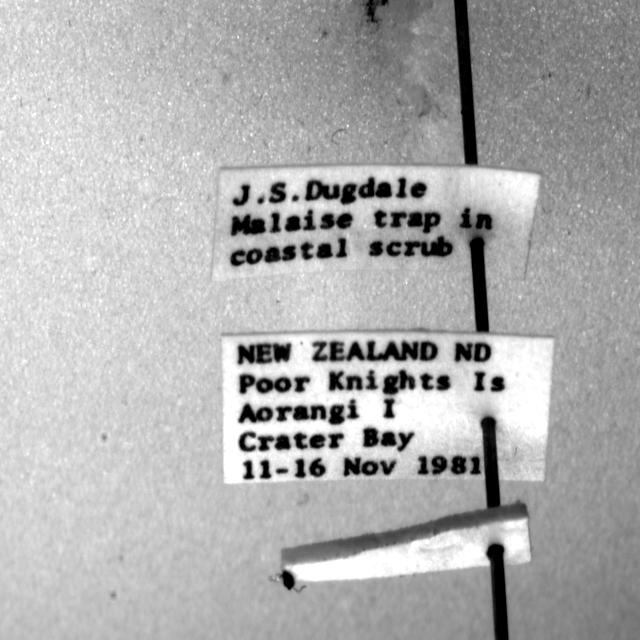 J.S.Dugdale
Malaise trap in
coastal scrub
NEW ZEALAND ND
Poor Knights Is
Aorangi I
Crater Bay
11-16 Nov 1981